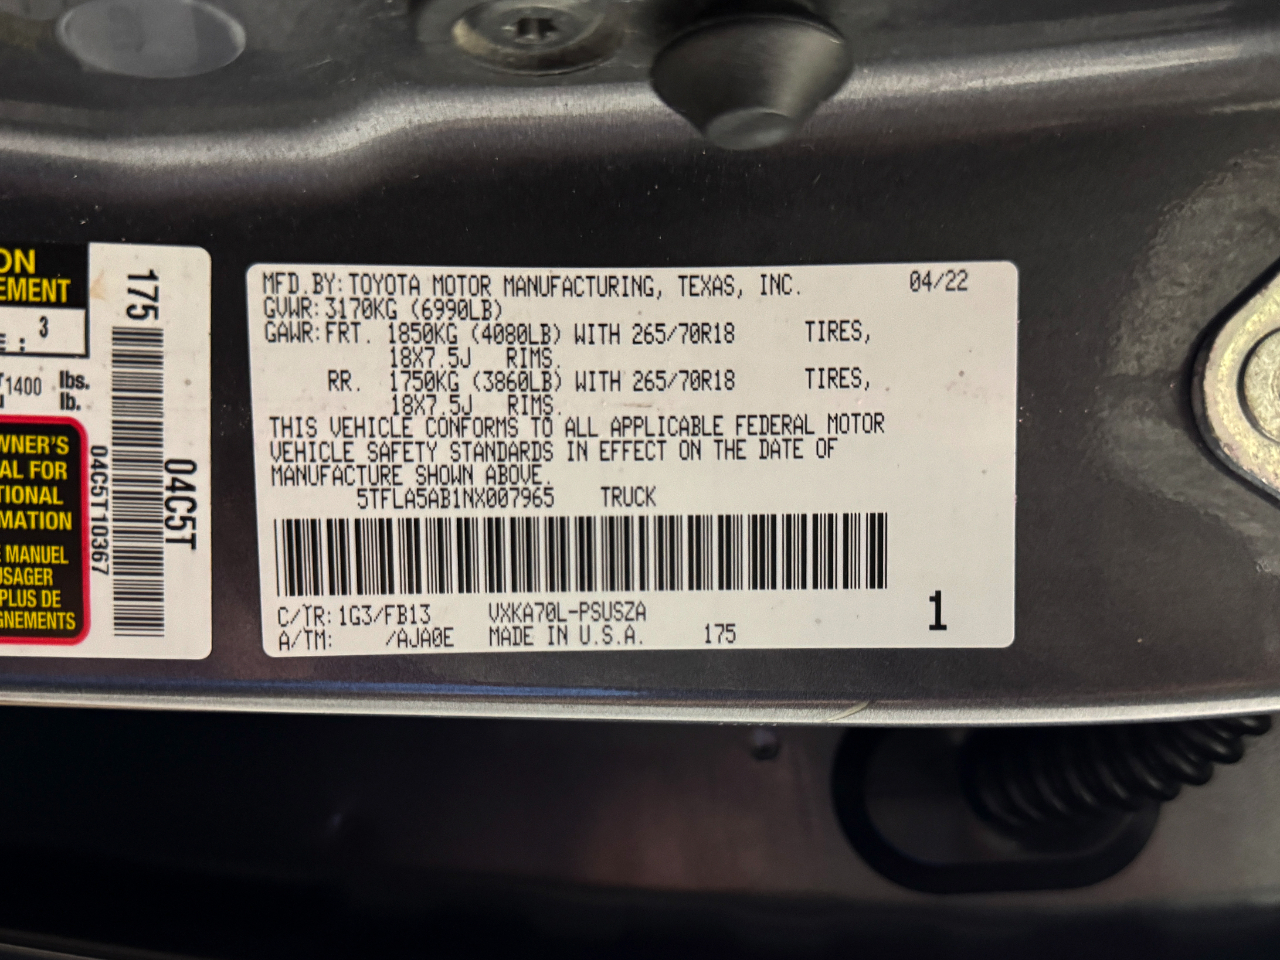 ON
EMENT
E : 3
1400 lbs.
lb.
WNER'S
AL FOR
TIONAL
MATION
MANUEL
USAGER
PLUS DE
GNEMENTS
175
04C5T10367
04C5T
MFD.BY:TOYOTA MOTOR MANUFACTURING, TEXAS, INC. 04/22
GVWR:3170KG (6990LB)
GAWR:FRT. 1850KG (4080LB) WITH 265/70R18 TIRES,
18X7.5J RIMS.
RR. 1750KG (3860LB) WITH 265/70R18 TIRES,
18X7.5J RIMS.
THIS VEHICLE CONFORMS TO ALL APPLICABLE FEDERAL MOTOR
VEHICLE SAFETY STANDARDS IN EFFECT ON THE DATE OF
MANUFACTURE SHOWN ABOVE.
5TFLA5AB1NX007965 TRUCK
C/TR:1G3/FB13 VXKA70L-PSUSZA
A/TM: /AJA0E MADE IN U.S.A. 175
1